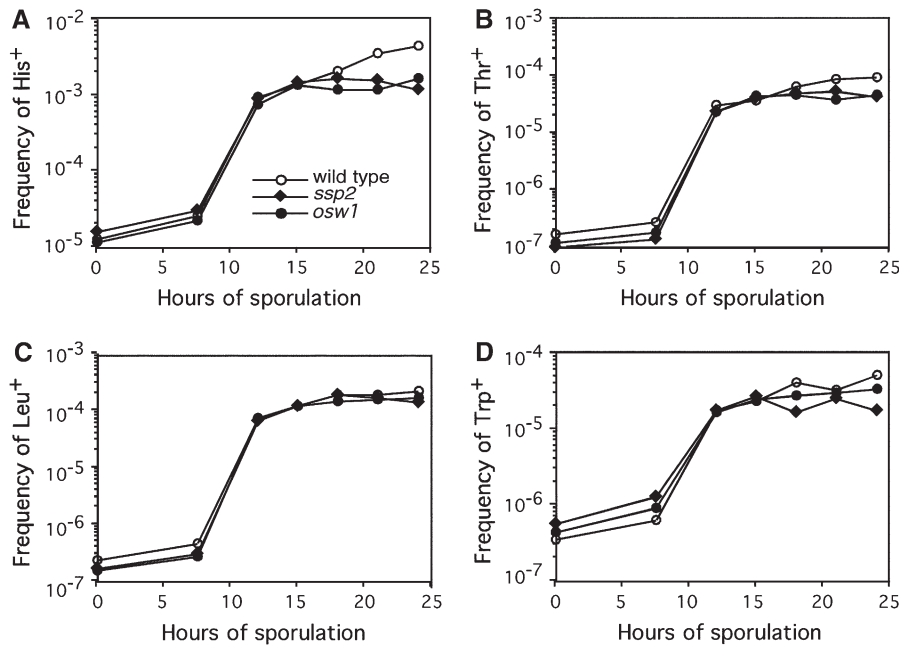 A
Frequency of His⁺
10⁻²
10⁻³
10⁻⁴
10⁻⁵
wild type
ssp2
osw1
0 5 10 15 20 25
Hours of sporulation
B
Frequency of Thr⁺
10⁻³
10⁻⁴
10⁻⁵
10⁻⁶
10⁻⁷
0 5 10 15 20 25
Hours of sporulation
C
Frequency of Leu⁺
10⁻³
10⁻⁴
10⁻⁵
10⁻⁶
10⁻⁷
0 5 10 15 20 25
Hours of sporulation
D
Frequency of Trp⁺
10⁻⁴
10⁻⁵
10⁻⁶
10⁻⁷
0 5 10 15 20 25
Hours of sporulation